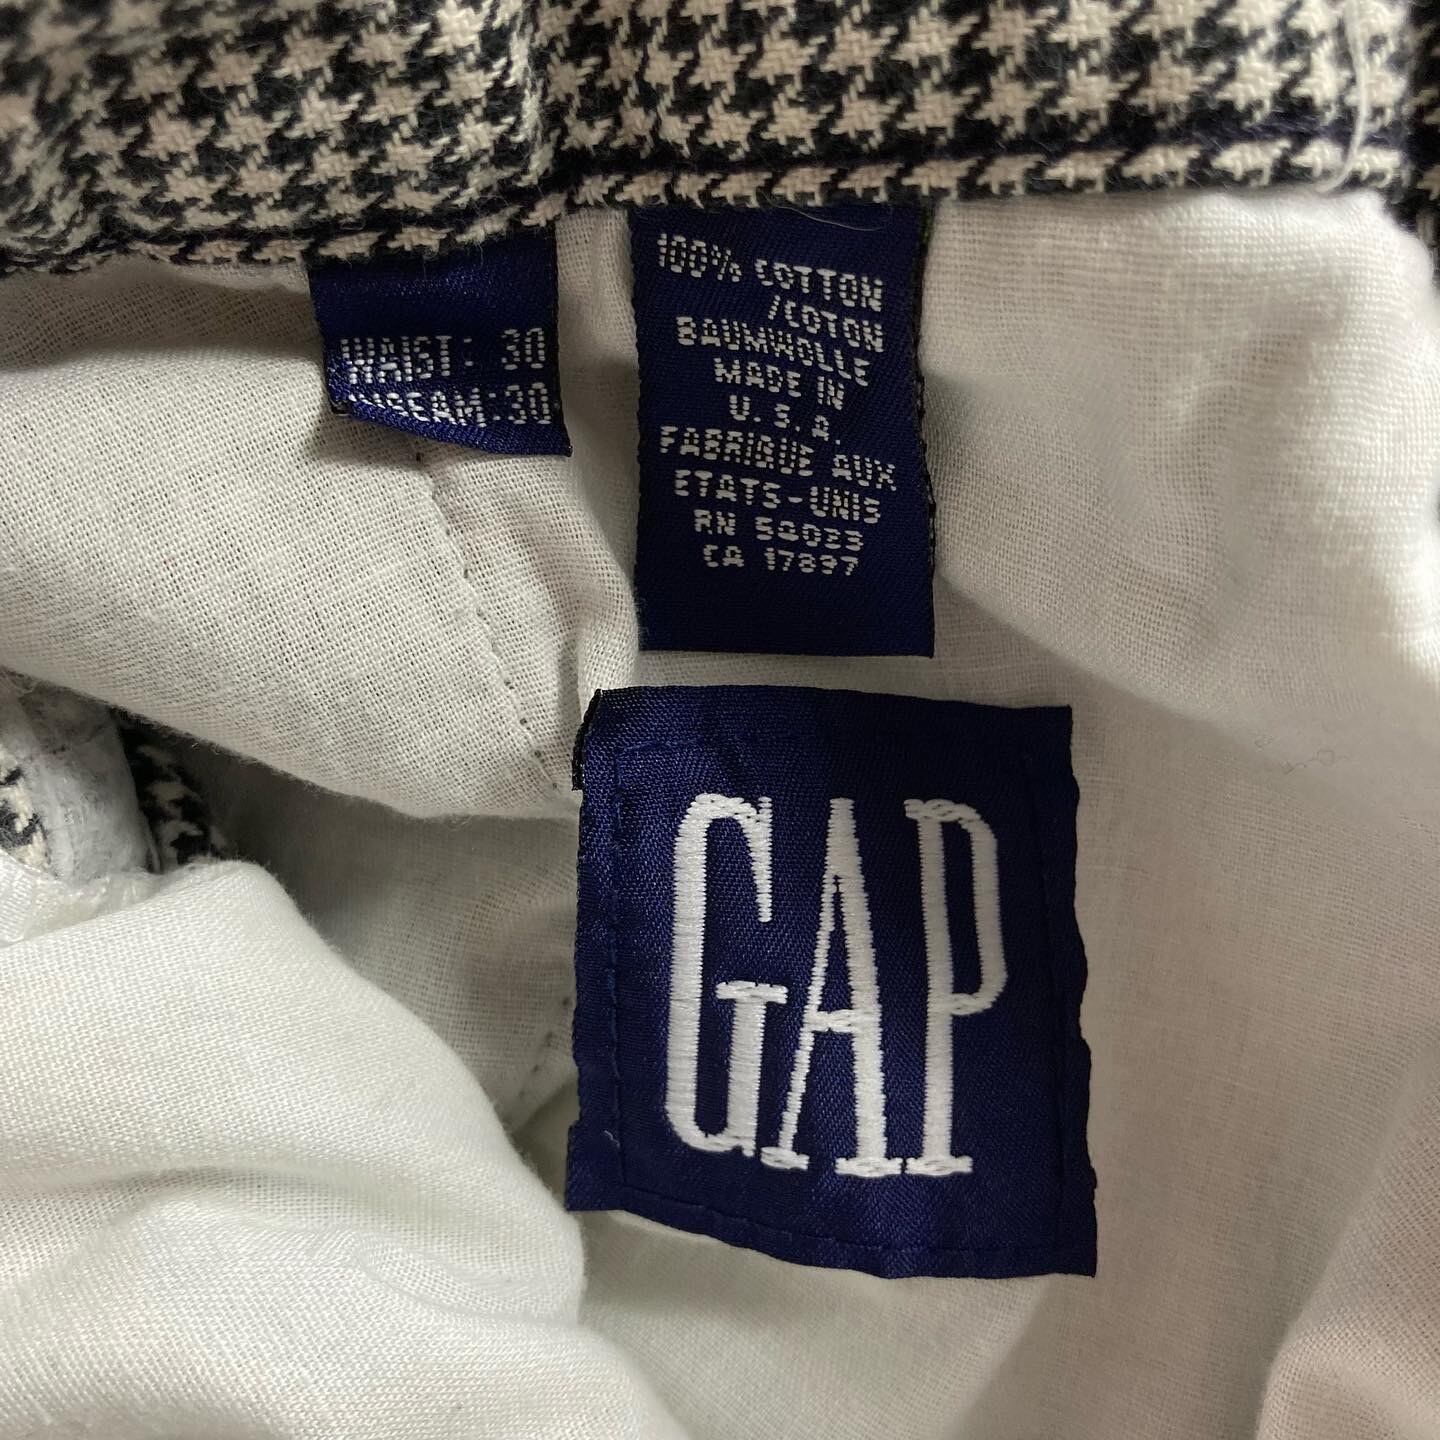 WAIST: 30
INSEAM: 30
100% COTTON
/COTON
BAUMWOLLE
MADE IN
U.S.A.
FABRIQUE AUX
ETATS-UNIS
RN 54023
CA 17897
GAP